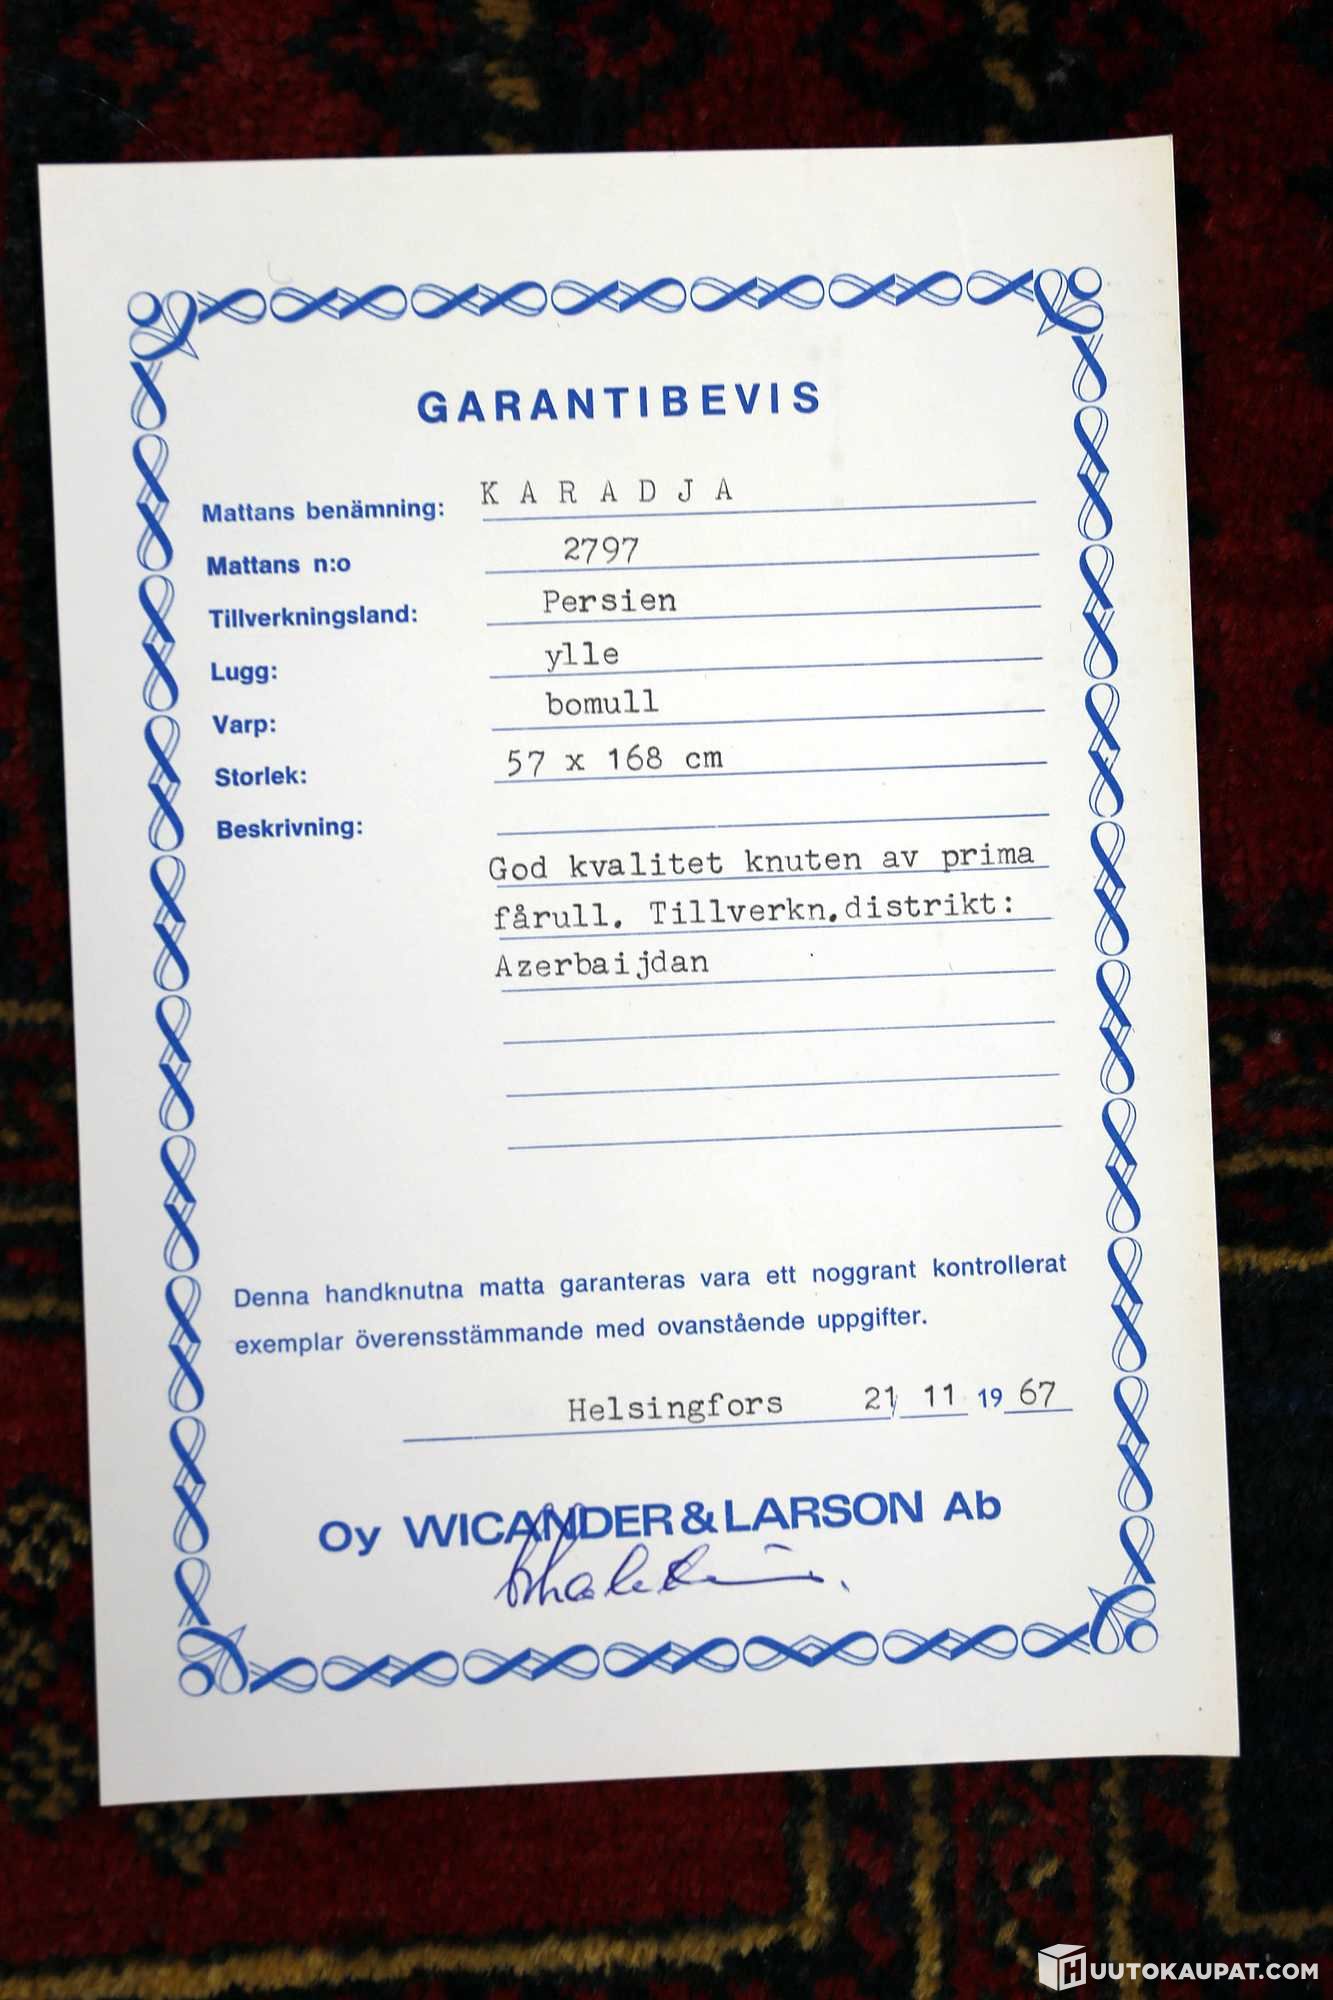 GARANTIBEVIS
Mattans benämning: KARADJA
Mattans n:o 2797
Tillverkningsland: Persien
Lugg: ylle
Varp: bomull
Storlek: 57 x 168 cm
Beskrivning:
God kvalitet knuten av prima
fårull. Tillverkn.distrikt:
Azerbaijdan
Denna handknutna matta garanteras vara ett noggrant kontrollerat
exemplar överensstämmande med ovanstående uppgifter.
Helsingfors 21 11 19 67
Oy WICANDER & LARSON Ab
HUUTOKAUPAT.COM